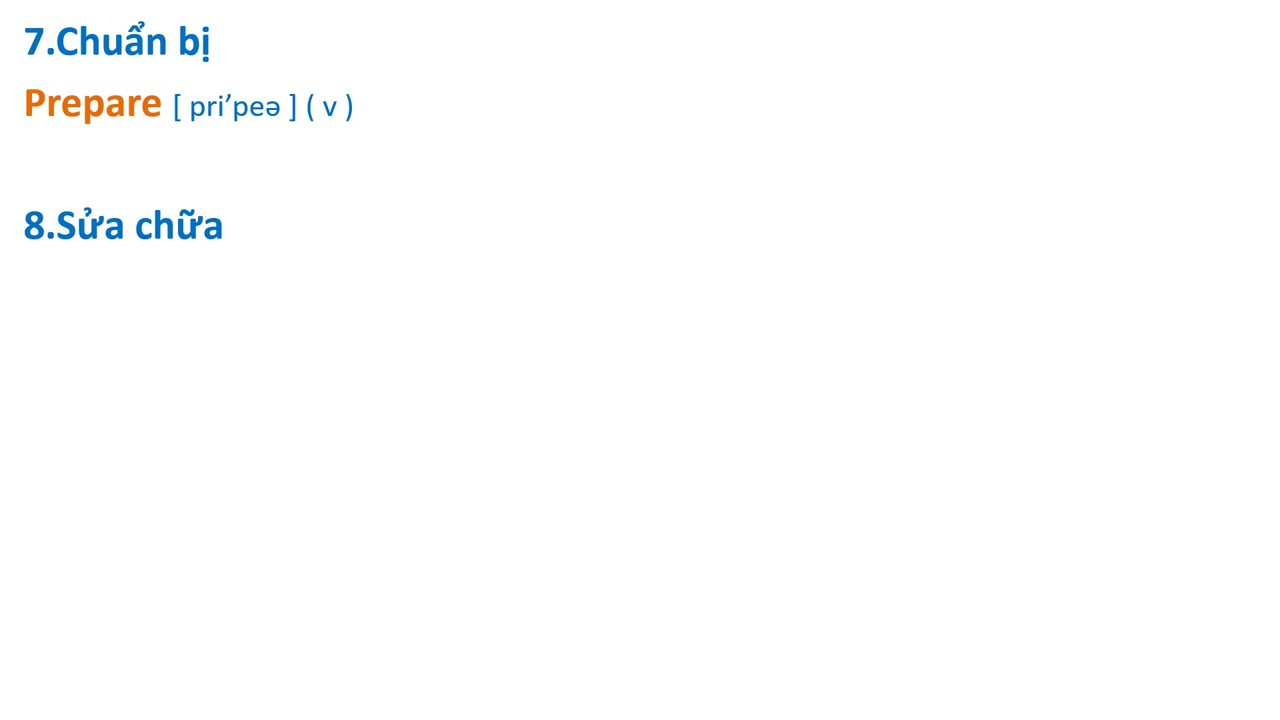 7.Chuẩn bị
Prepare [ pri’peə ] ( v )
8.Sửa chữa